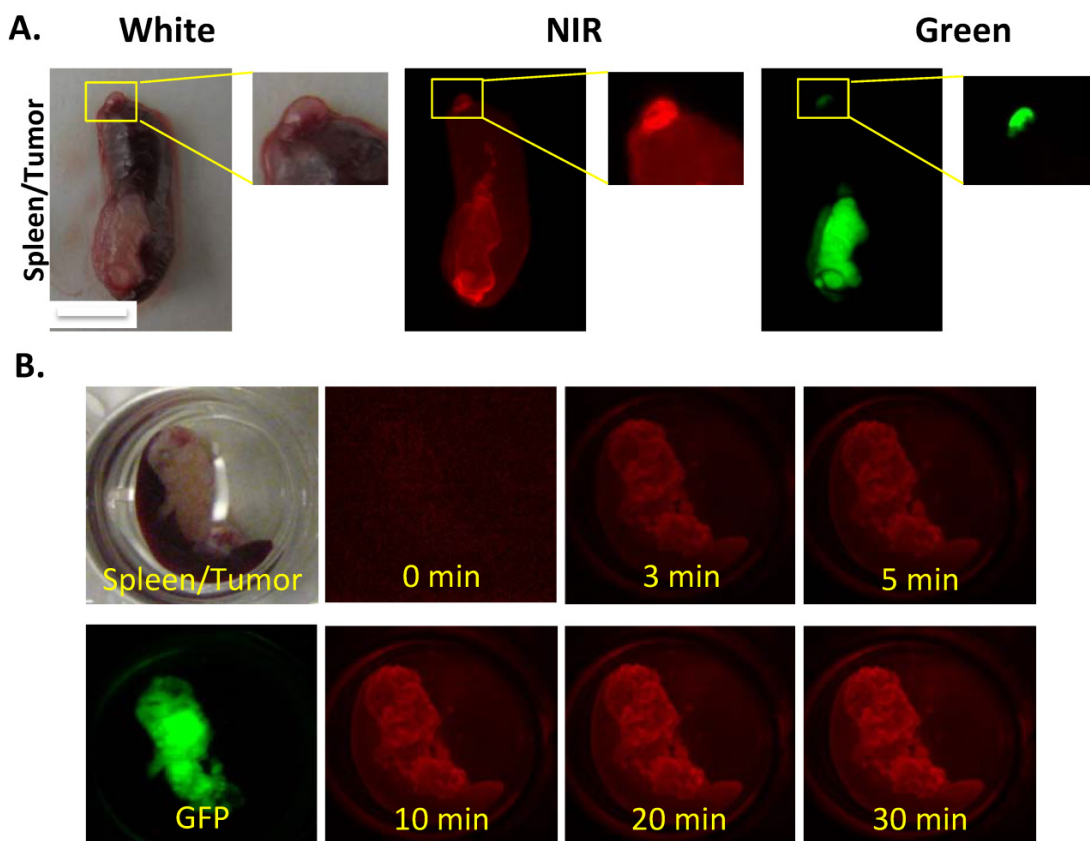 A.
White
NIR
Green
Spleen/Tumor
B.
Spleen/Tumor
0 min
3 min
5 min
GFP
10 min
20 min
30 min